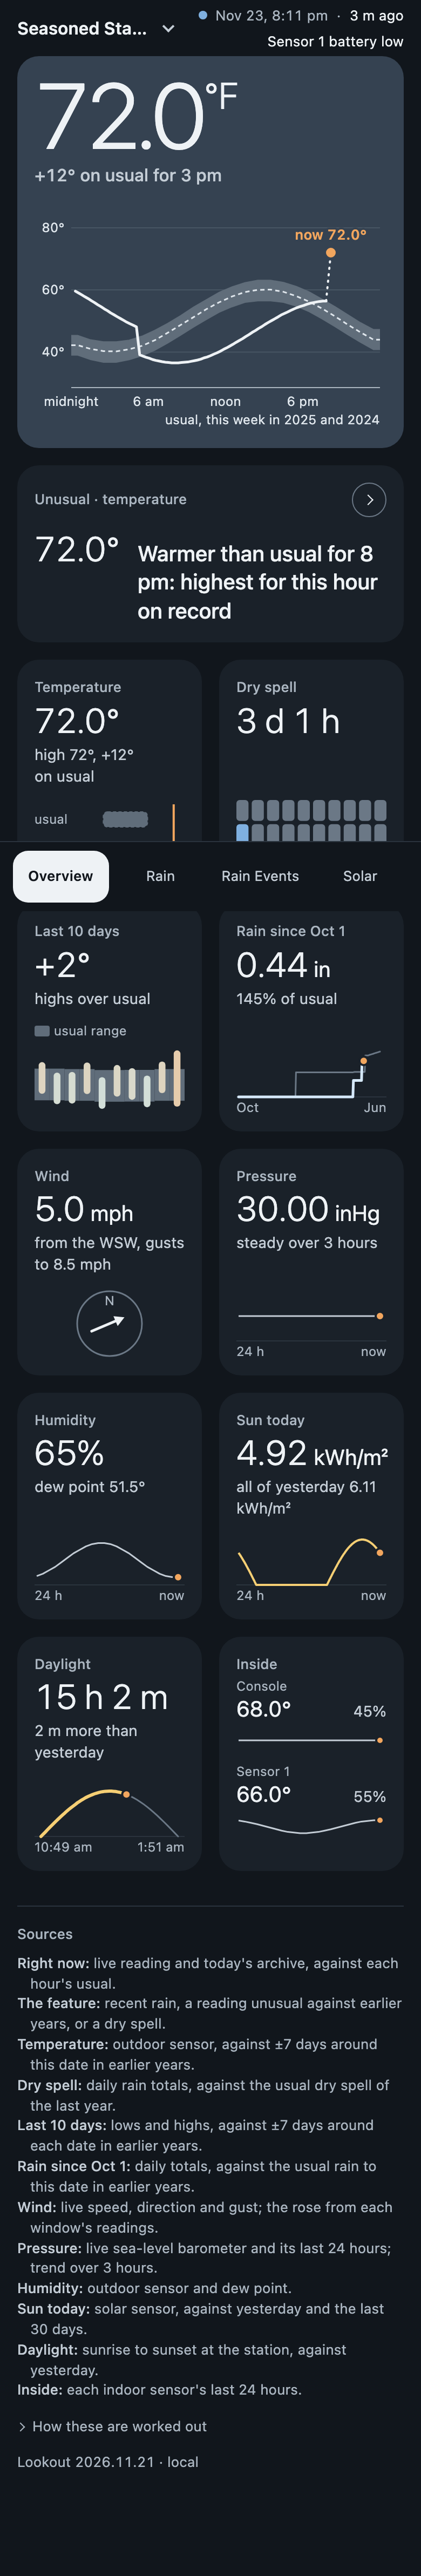 Seasoned Sta...
Nov 23, 8:11 pm · 3 m ago
Sensor 1 battery low
72.0°F
+12° on usual for 3 pm
80°
now 72.0°
60°
40°
midnight 6 am noon 6 pm
usual, this week in 2025 and 2024
Unusual · temperature
72.0°
Warmer than usual for 8
pm: highest for this hour
on record
Temperature
72.0°
high 72°, +12°
on usual
usual
Dry spell
3 d 1 h
Overview
Rain
Rain Events
Solar
Last 10 days
+2°
highs over usual
usual range
Rain since Oct 1
0.44 in
145% of usual
Oct Jun
Wind
5.0 mph
from the WSW, gusts
to 8.5 mph
N
Pressure
30.00 inHg
steady over 3 hours
24 h now
Humidity
65%
dew point 51.5°
24 h now
Sun today
4.92 kWh/m²
all of yesterday 6.11
kWh/m²
24 h now
Daylight
15 h 2 m
2 m more than
yesterday
10:49 am 1:51 am
Inside
Console
68.0° 45%
Sensor 1
66.0° 55%
Sources
Right now: live reading and today's archive, against each
hour's usual.
The feature: recent rain, a reading unusual against earlier
years, or a dry spell.
Temperature: outdoor sensor, against ±7 days around
this date in earlier years.
Dry spell: daily rain totals, against the usual dry spell of
the last year.
Last 10 days: lows and highs, against ±7 days around
each date in earlier years.
Rain since Oct 1: daily totals, against the usual rain to
this date in earlier years.
Wind: live speed, direction and gust; the rose from each
window's readings.
Pressure: live sea-level barometer and its last 24 hours;
trend over 3 hours.
Humidity: outdoor sensor and dew point.
Sun today: solar sensor, against yesterday and the last
30 days.
Daylight: sunrise to sunset at the station, against
yesterday.
Inside: each indoor sensor's last 24 hours.
How these are worked out
Lookout 2026.11.21 · local